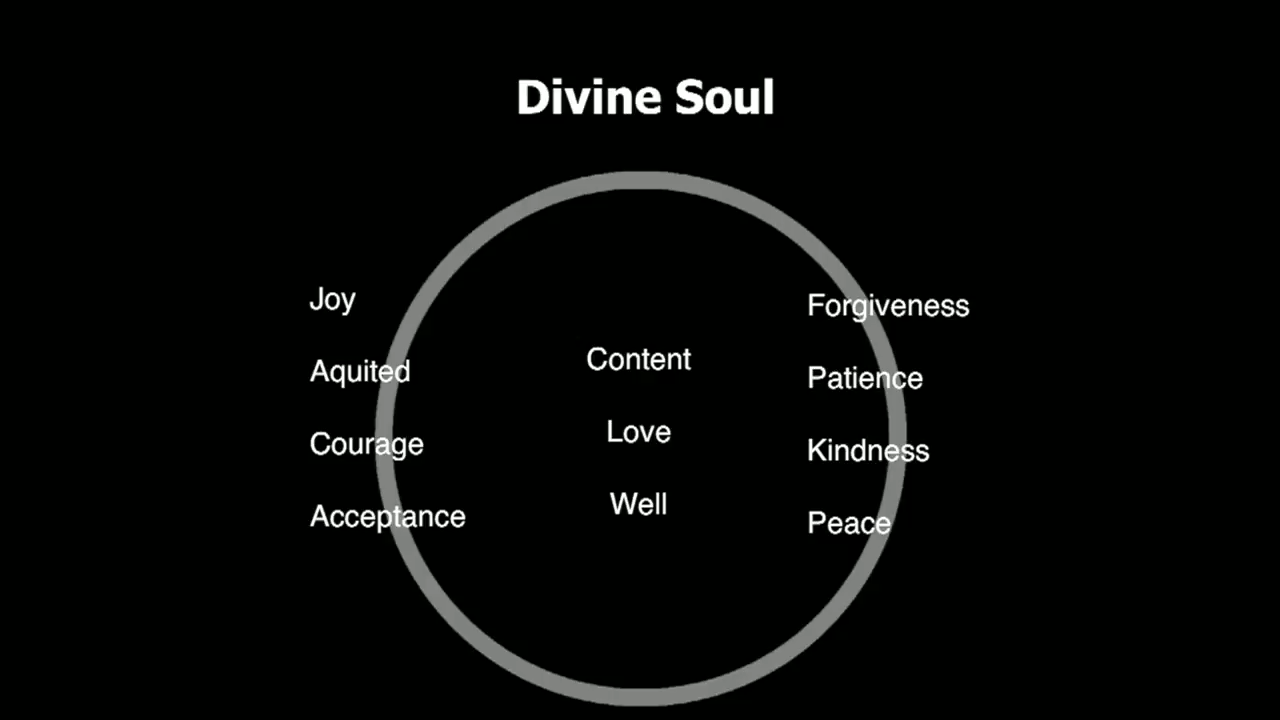 Divine Soul
Joy
Aquited
Courage
Acceptance
Content
Love
Well
Forgiveness
Patience
Kindness
Peace